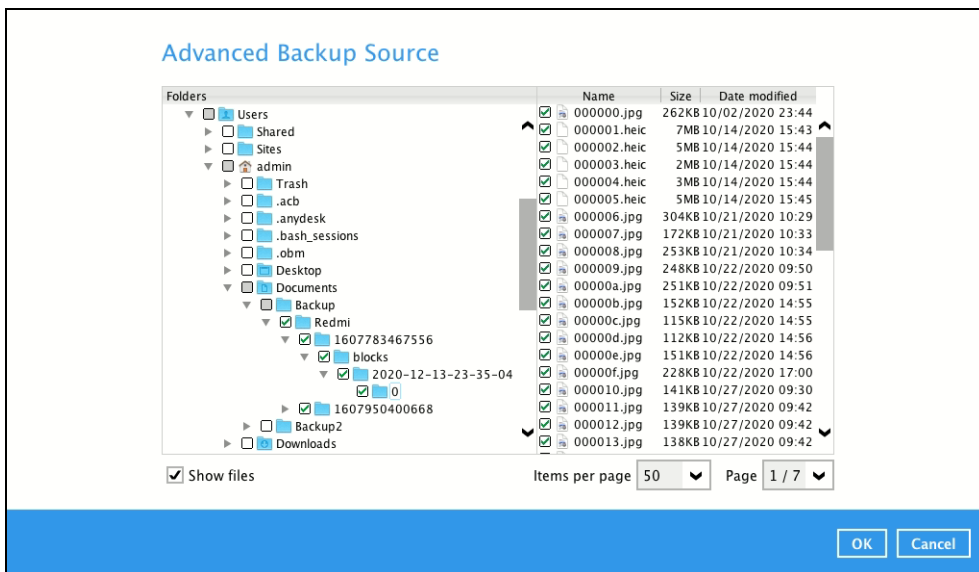 Advanced Backup Source
Folders
Users
Shared
Sites
admin
Trash
.acb
.anydesk
.bash_sessions
.obm
Desktop
Documents
Backup
Redmi
1607783467556
blocks
2020-12-13-23-35-04
0
1607950400668
Backup2
Downloads
Name Size Date modified
000000.jpg 262KB 10/02/2020 23:44
000001.heic 7MB 10/14/2020 15:43
000002.heic 5MB 10/14/2020 15:44
000003.heic 2MB 10/14/2020 15:44
000004.heic 3MB 10/14/2020 15:44
000005.heic 5MB 10/14/2020 15:45
000006.jpg 304KB 10/21/2020 10:29
000007.jpg 172KB 10/21/2020 10:33
000008.jpg 253KB 10/21/2020 10:34
000009.jpg 248KB 10/22/2020 09:50
00000a.jpg 251KB 10/22/2020 09:51
00000b.jpg 152KB 10/22/2020 14:55
00000c.jpg 115KB 10/22/2020 14:55
00000d.jpg 112KB 10/22/2020 14:56
00000e.jpg 151KB 10/22/2020 14:56
00000f.jpg 228KB 10/22/2020 17:00
000010.jpg 141KB 10/27/2020 09:30
000011.jpg 139KB 10/27/2020 09:42
000012.jpg 139KB 10/27/2020 09:42
000013.jpg 138KB 10/27/2020 09:42
Show files
Items per page 50 Page 1 / 7
OK Cancel